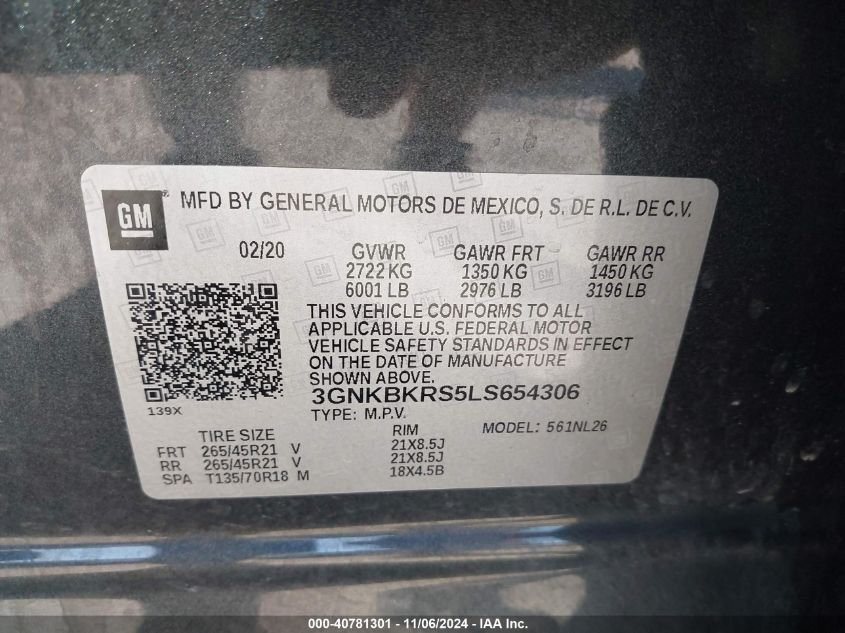 GM ® MFD BY GENERAL MOTORS DE MEXICO, S. DE R.L. DE C.V.
02/20 GVWR GAWR FRT GAWR RR
2722 KG 1350 KG 1450 KG
6001 LB 2976 LB 3196 LB
THIS VEHICLE CONFORMS TO ALL
APPLICABLE U.S. FEDERAL MOTOR
VEHICLE SAFETY STANDARDS IN EFFECT
ON THE DATE OF MANUFACTURE
SHOWN ABOVE.
3GNKBKRS5LS654306
139X
TYPE: M.P.V.
TIRE SIZE RIM MODEL: 561NL26
FRT 265/45R21 V 21X8.5J
RR 265/45R21 V 21X8.5J
SPA T135/70R18 M 18X4.5B
000-40781301 - 11/06/2024 - IAA Inc.